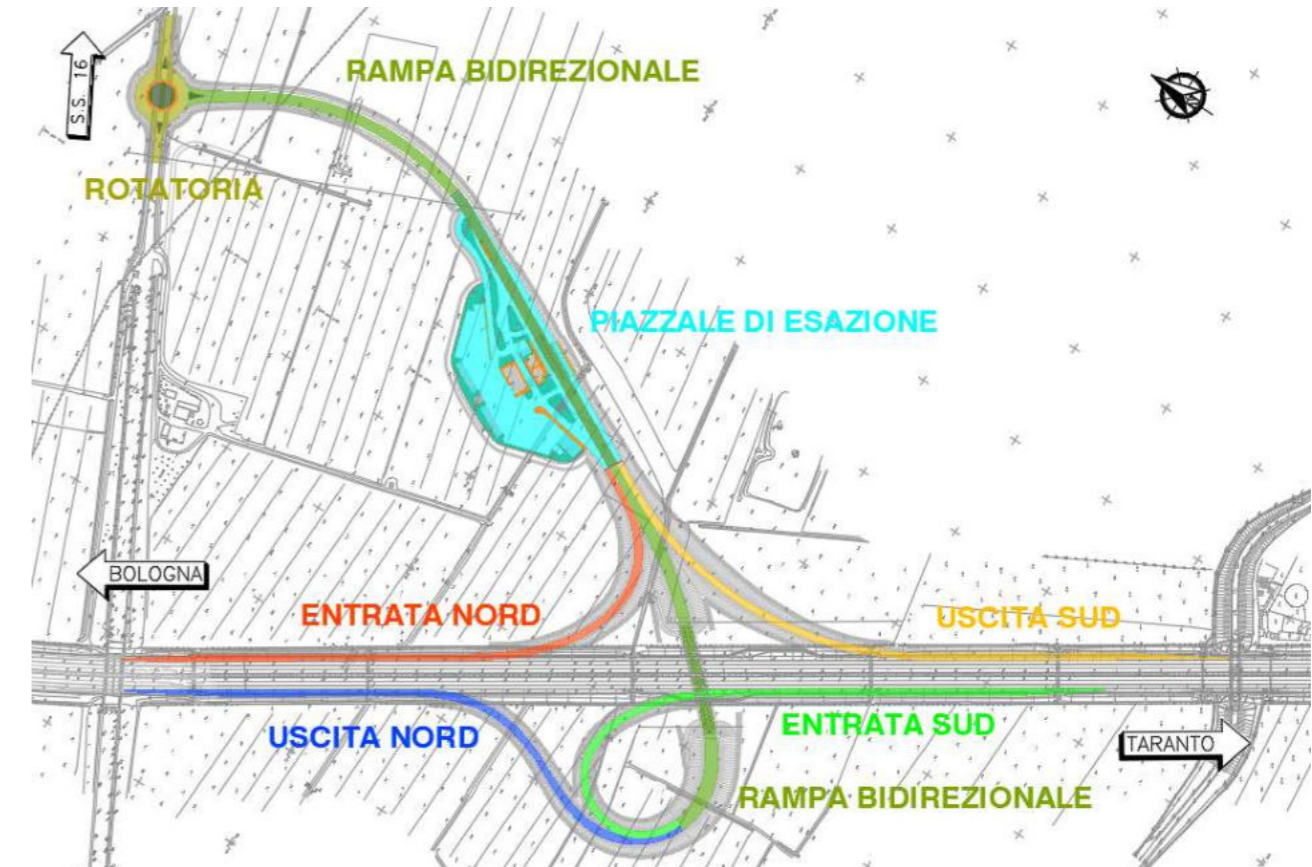 S.S. 16
RAMPA BIDIREZIONALE
ROTATORIA
PIAZZALE DI ESAZIONE
BOLOGNA
ENTRATA NORD
USCITA SUD
USCITA NORD
ENTRATA SUD
TARANTO
RAMPA BIDIREZIONALE